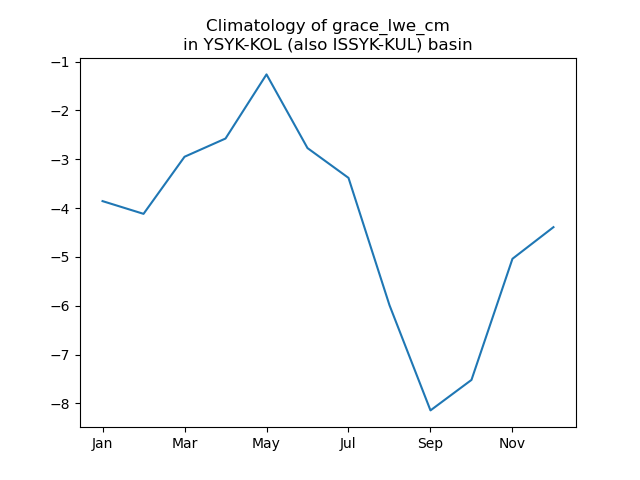 Climatology of grace_lwe_cm
in YSYK-KOL (also ISSYK-KUL) basin
−1
−2
−3
−4
−5
−6
−7
−8
Jan Mar May Jul Sep Nov